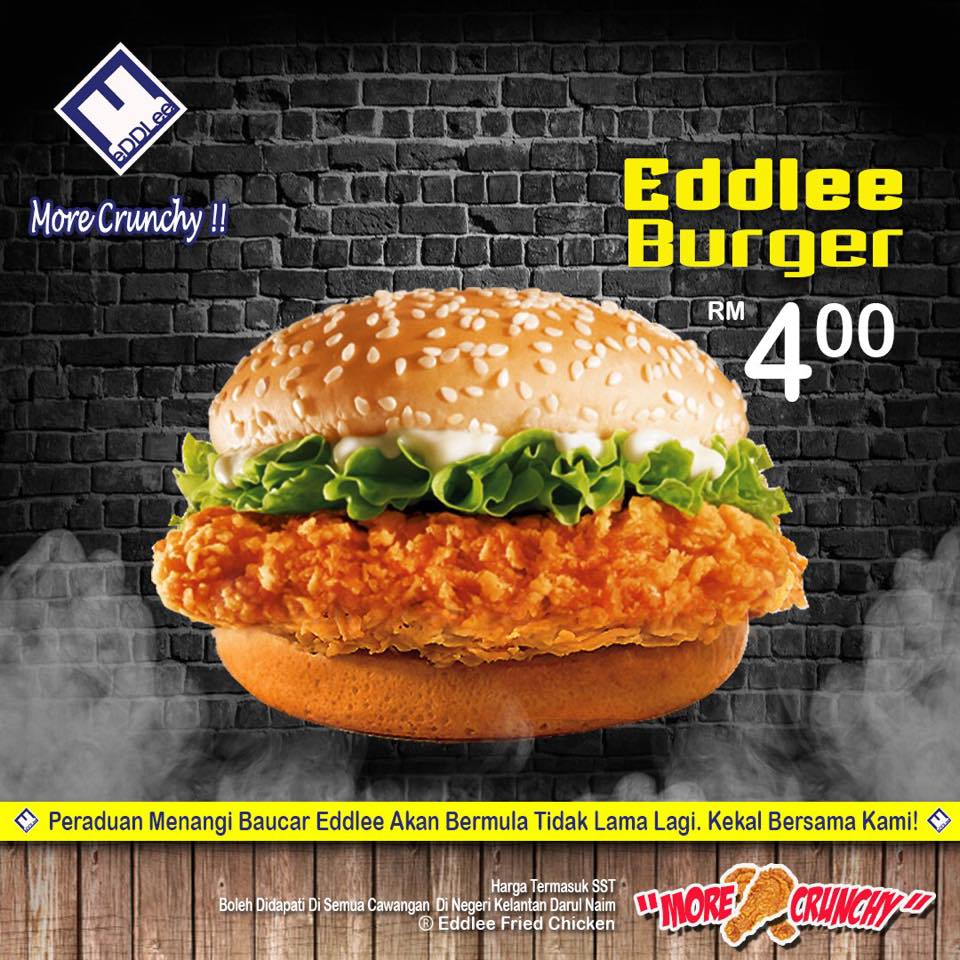 eDDLee
More Crunchy !!
Eddlee
Burger
RM 4 00
Peraduan Menangi Baucar Eddlee Akan Bermula Tidak Lama Lagi. Kekal Bersama Kami!
Harga Termasuk SST
Boleh Didapati Di Semua Cawangan Di Negeri Kelantan Darul Naim
® Eddlee Fried Chicken
"MORE CRUNCHY"